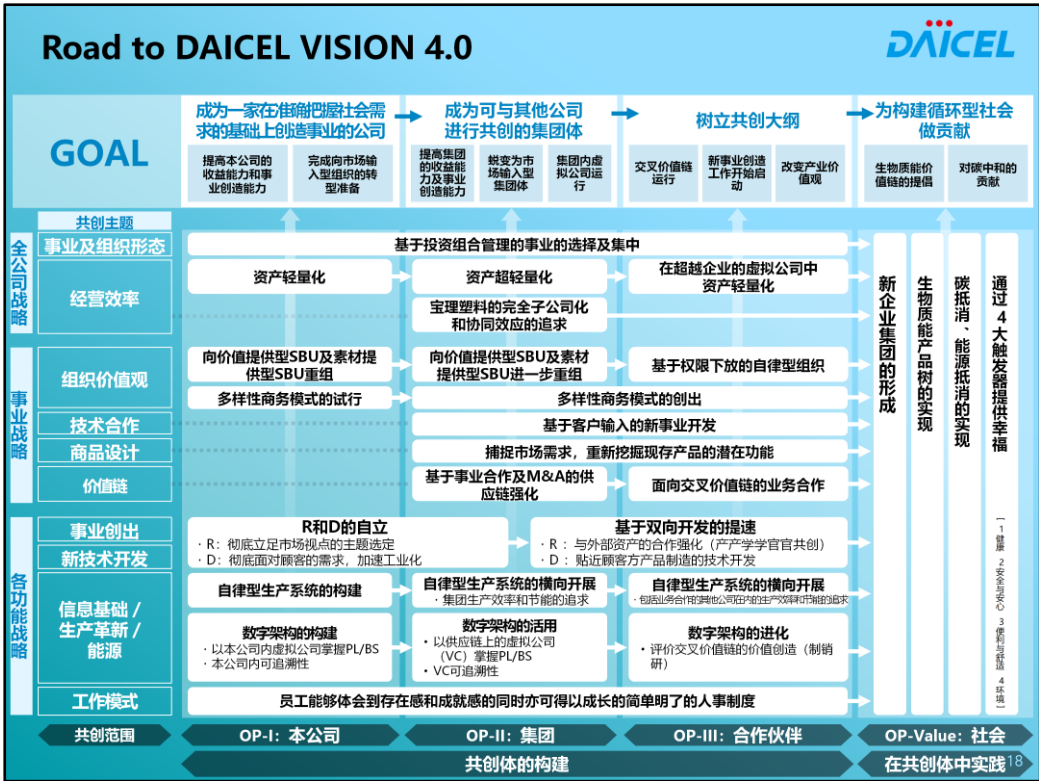 Road to DAICEL VISION 4.0
DAICEL
GOAL
成为一家在准确把握社会需
求的基础上创造事业的公司
提高本公司的
收益能力和事
业创造能力
完成向市场输
入型组织的转
型准备
成为可与其他公司
进行共创的集团体
提高集团
的收益能
力及事业
创造能力
蜕变为市
场输入型
集团体
集团内虚
拟公司运
行
树立共创大纲
交叉价值链
运行
新事业创造
工作开始启
动
改变产业价
值观
为构建循环型社会
做贡献
生物质能价
值链的提倡
对碳中和的
贡献
共创主题
全公司战略
事业及组织形态
基于投资组合管理的事业的选择及集中
经营效率
资产轻量化
资产超轻量化
在超越企业的虚拟公司中
资产轻量化
宝理塑料的完全子公司化
和协同效应的追求
事业战略
组织价值观
向价值提供型SBU及素材提
供型SBU重组
向价值提供型SBU及素材
提供型SBU进一步重组
基于权限下放的自律型组织
多样性商务模式的试行
多样性商务模式的创出
技术合作
基于客户输入的新事业开发
商品设计
捕捉市场需求，重新挖掘现存产品的潜在功能
价值链
基于事业合作及M&A的供
应链强化
面向交叉价值链的业务合作
各功能战略
事业创出
新技术开发
R和D的自立
· R：彻底立足市场视点的主题选定
· D：彻底面对顾客的需求，加速工业化
基于双向开发的提速
· R ：与外部资产的合作强化（产产学学官官共创）
· D ：贴近顾客方产品制造的技术开发
信息基础 /
生产革新 /
能源
自律型生产系统的构建
自律型生产系统的横向开展
· 集团生产效率和节能的追求
自律型生产系统的横向开展
· 包括业务合作的其他公司在内的生产效率和节能的追求
数字架构的构建
· 以本公司内虚拟公司掌握PL/BS
· 本公司内可追溯性
数字架构的活用
• 以供应链上的虚拟公司
（VC）掌握PL/BS
• VC可追溯性
数字架构的进化
• 评价交叉价值链的价值创造（制销
研）
工作模式
员工能够体会到存在感和成就感的同时亦可得以成长的简单明了的人事制度
新企业集团的形成
生物质能产品树的实现
碳抵消、能源抵消的实现
通过4大触发器提供幸福
[ 1健康 2安全与安心 3便利与舒适 4环境 ]
共创范围
OP-I：本公司
OP-II：集团
OP-III：合作伙伴
OP-Value：社会
共创体的构建
在共创体中实践
18